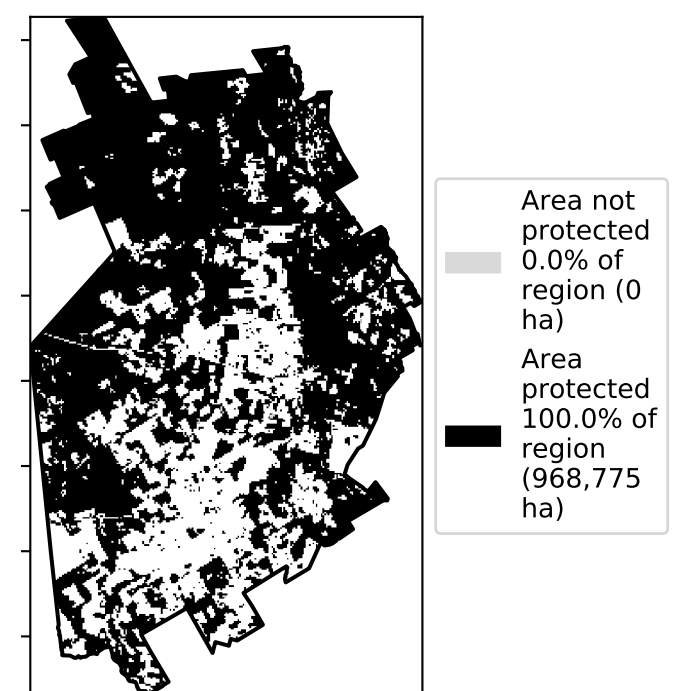 Area not
protected
0.0% of
region (0
ha)
Area
protected
100.0% of
region
(968,775
ha)